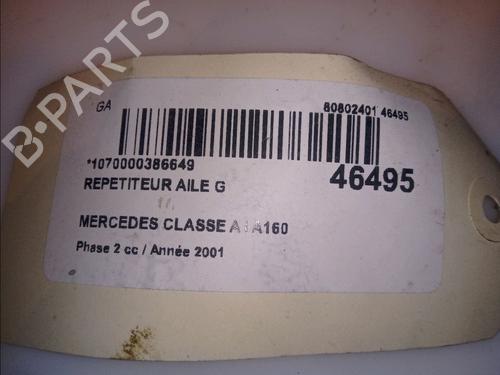 GA
80802401 46495
*1070000386649
46495
REPETITEUR AILE G
MERCEDES CLASSE A / A160
Phase 2 cc / Année 2001
B-PARTS